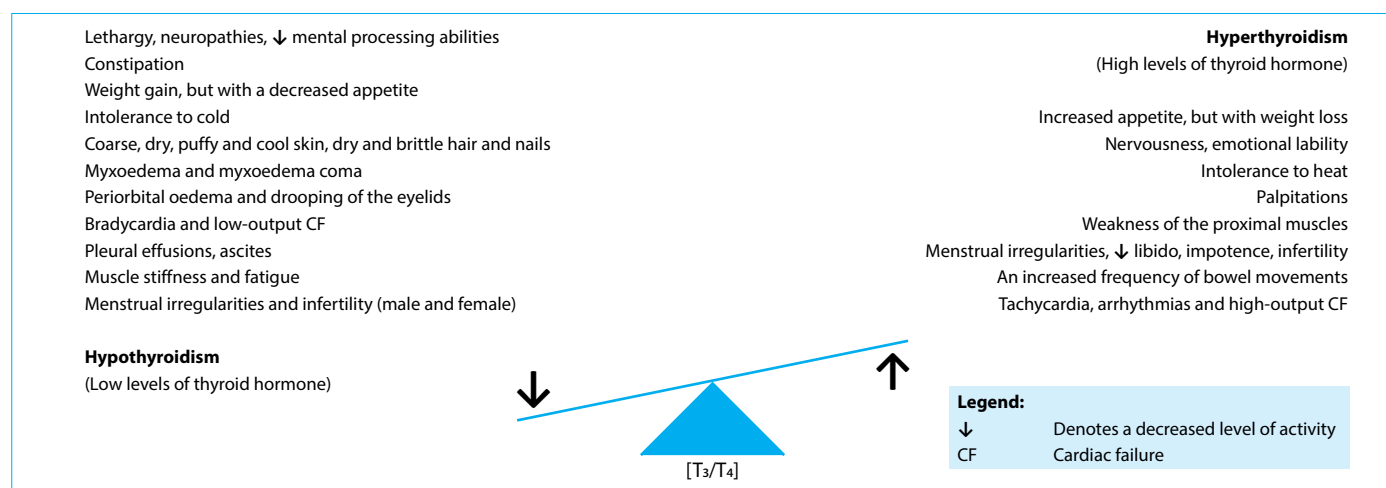 Lethargy, neuropathies, ↓ mental processing abilities
Constipation
Weight gain, but with a decreased appetite
Intolerance to cold
Coarse, dry, puffy and cool skin, dry and brittle hair and nails
Myxoedema and myxoedema coma
Periorbital oedema and drooping of the eyelids
Bradycardia and low-output CF
Pleural effusions, ascites
Muscle stiffness and fatigue
Menstrual irregularities and infertility (male and female)
Hypothyroidism
(Low levels of thyroid hormone)
Hyperthyroidism
(High levels of thyroid hormone)
Increased appetite, but with weight loss
Nervousness, emotional lability
Intolerance to heat
Palpitations
Weakness of the proximal muscles
Menstrual irregularities, ↓ libido, impotence, infertility
An increased frequency of bowel movements
Tachycardia, arrhythmias and high-output CF
[T₃/T₄]
Legend:
↓ Denotes a decreased level of activity
CF Cardiac failure